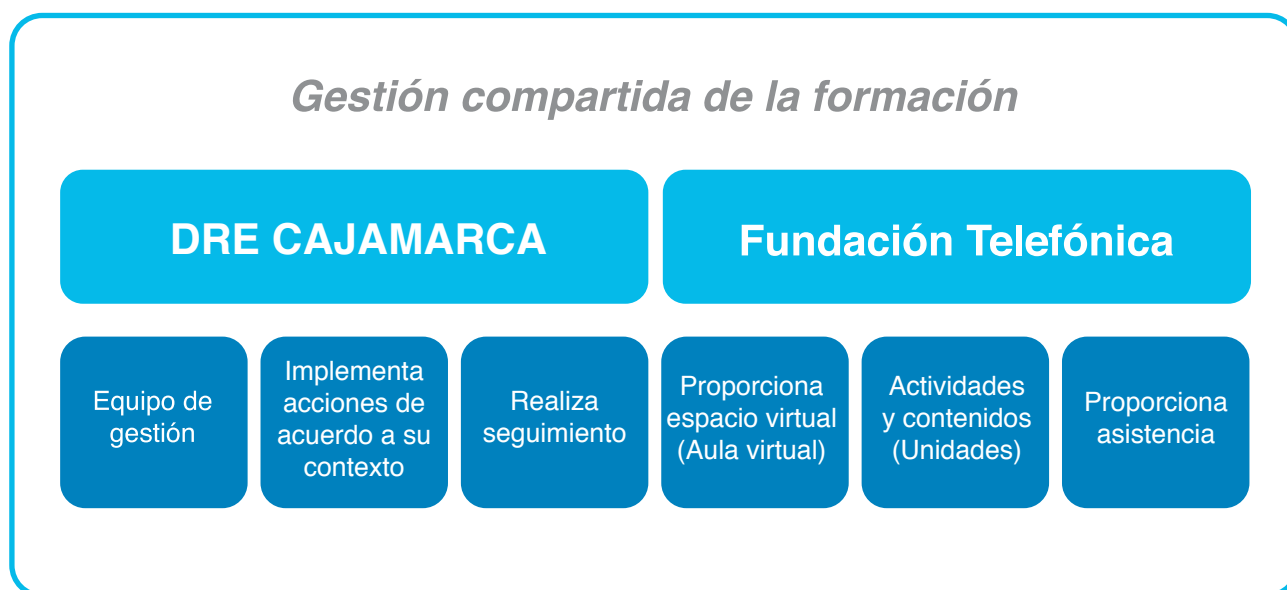 Gestión compartida de la formación
DRE CAJAMARCA
Fundación Telefónica
Equipo de
gestión
Implementa
acciones de
acuerdo a su
contexto
Realiza
seguimiento
Proporciona
espacio virtual
(Aula virtual)
Actividades
y contenidos
(Unidades)
Proporciona
asistencia